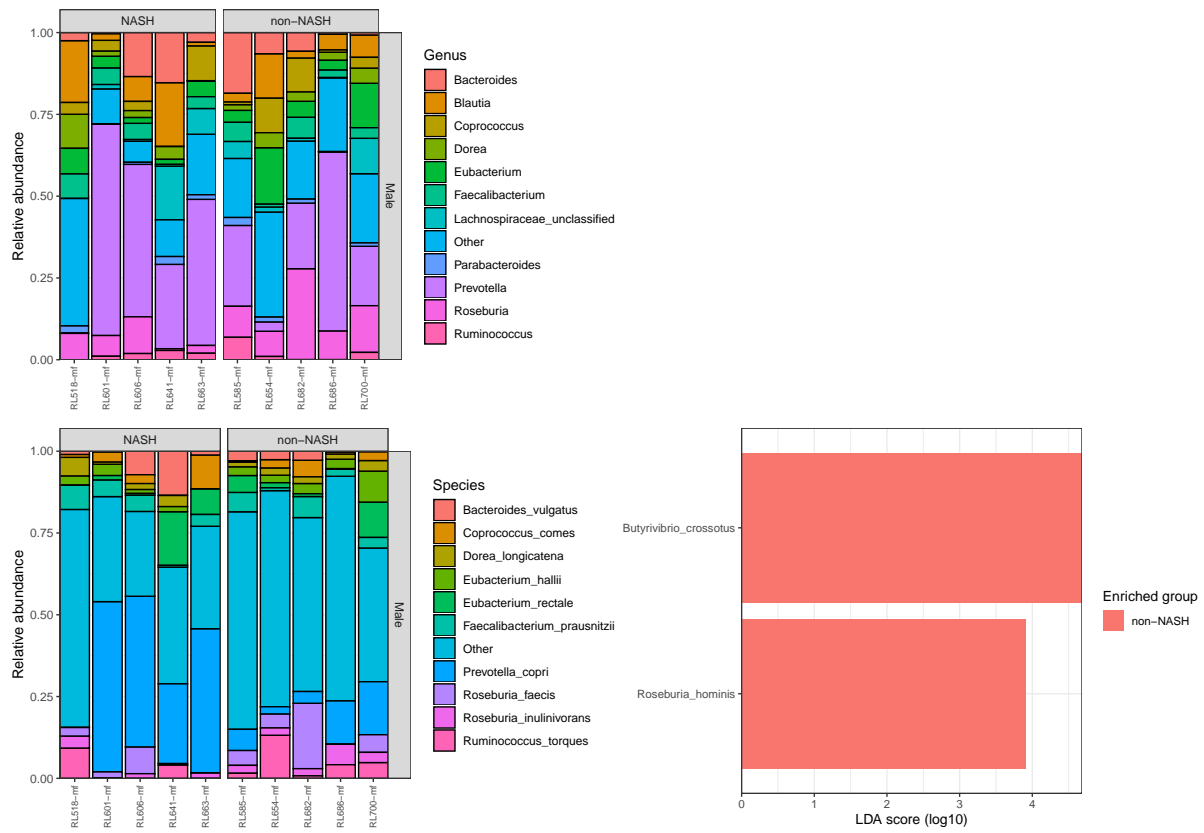 NASH
non−NASH
1.00
0.75
0.50
0.25
0.00
Relative abundance
Male
RL518−mf
RL601−mf
RL606−mf
RL641−mf
RL663−mf
RL585−mf
RL654−mf
RL682−mf
RL686−mf
RL700−mf
Genus
Bacteroides
Blautia
Coprococcus
Dorea
Eubacterium
Faecalibacterium
Lachnospiraceae_unclassified
Other
Parabacteroides
Prevotella
Roseburia
Ruminococcus
NASH
non−NASH
1.00
0.75
0.50
0.25
0.00
Relative abundance
Male
RL518−mf
RL601−mf
RL606−mf
RL641−mf
RL663−mf
RL585−mf
RL654−mf
RL682−mf
RL686−mf
RL700−mf
Species
Bacteroides_vulgatus
Coprococcus_comes
Dorea_longicatena
Eubacterium_hallii
Eubacterium_rectale
Faecalibacterium_prausnitzii
Other
Prevotella_copri
Roseburia_faecis
Roseburia_inulinivorans
Ruminococcus_torques
Butyrivibrio_crossotus
Roseburia_hominis
0 1 2 3 4
LDA score (log10)
Enriched group
non−NASH